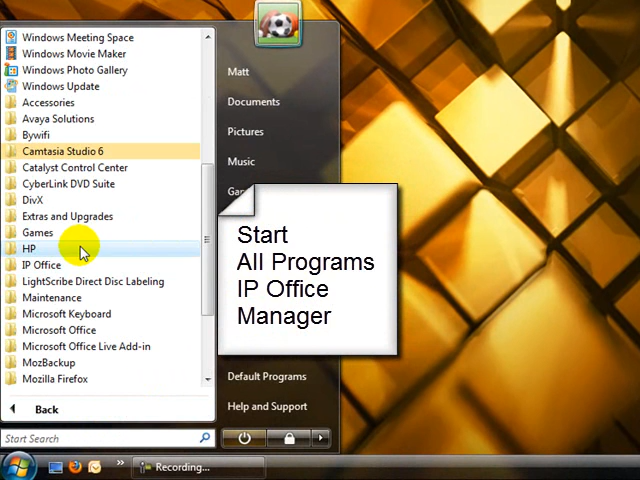 Windows Meeting Space
Windows Movie Maker
Windows Photo Gallery
Windows Update
Accessories
Avaya Solutions
Bywifi
Camtasia Studio 6
Catalyst Control Center
CyberLink DVD Suite
DivX
Extras and Upgrades
Games
HP
IP Office
LightScribe Direct Disc Labeling
Maintenance
Microsoft Keyboard
Microsoft Office
Microsoft Office Live Add-in
MozBackup
Mozilla Firefox
Back
Start Search
Matt
Documents
Pictures
Music
Start
All Programs
IP Office
Manager
Default Programs
Help and Support
Recording...